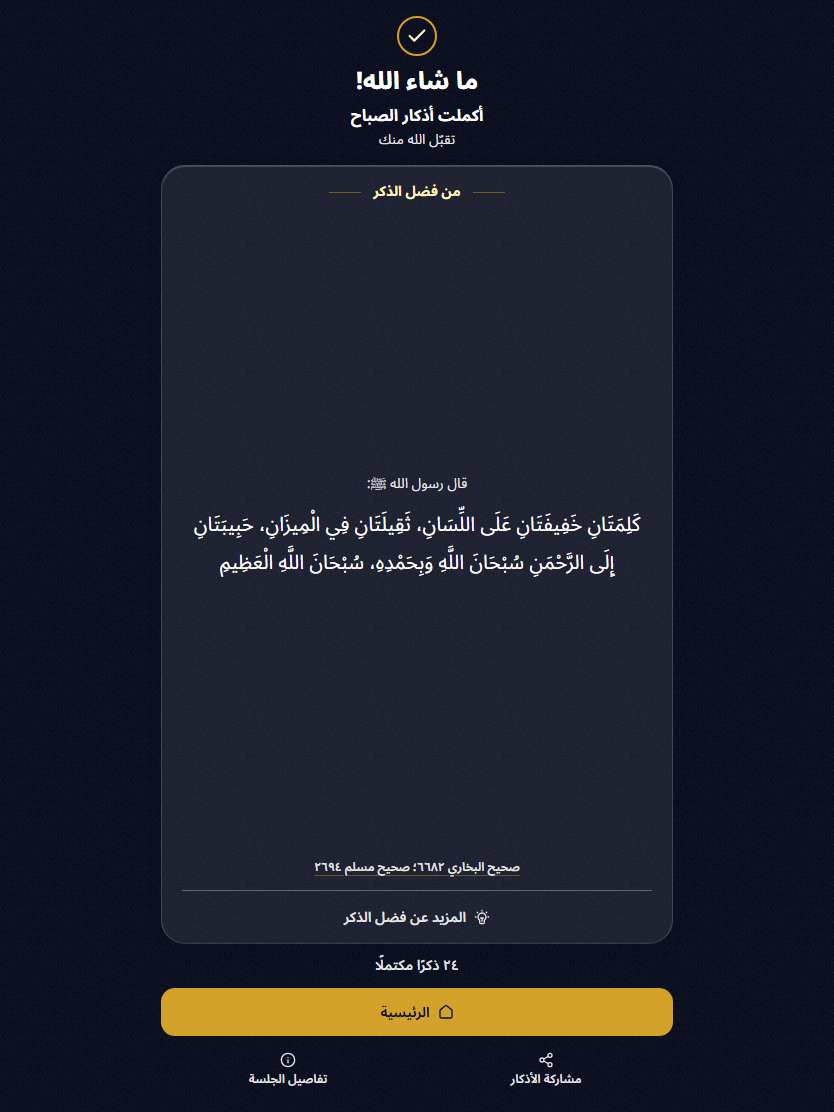 ما شاء الله!
أكملت أذكار الصباح
تقبّل الله منك
من فضل الذكر
قال رسول الله ﷺ:
كَلِمَتَانِ خَفِيفَتَانِ عَلَى اللِّسَانِ، ثَقِيلَتَانِ فِي الْمِيزَانِ، حَبِيبَتَانِ
إِلَى الرَّحْمَنِ سُبْحَانَ اللَّهِ وَبِحَمْدِهِ، سُبْحَانَ اللَّهِ الْعَظِيمِ
صحيح البخاري ٦٦٨٢؛ صحيح مسلم ٢٦٩٤
المزيد عن فضل الذكر
٢٤ ذكرًا مكتملًا
الرئيسية
مشاركة الأذكار
تفاصيل الجلسة